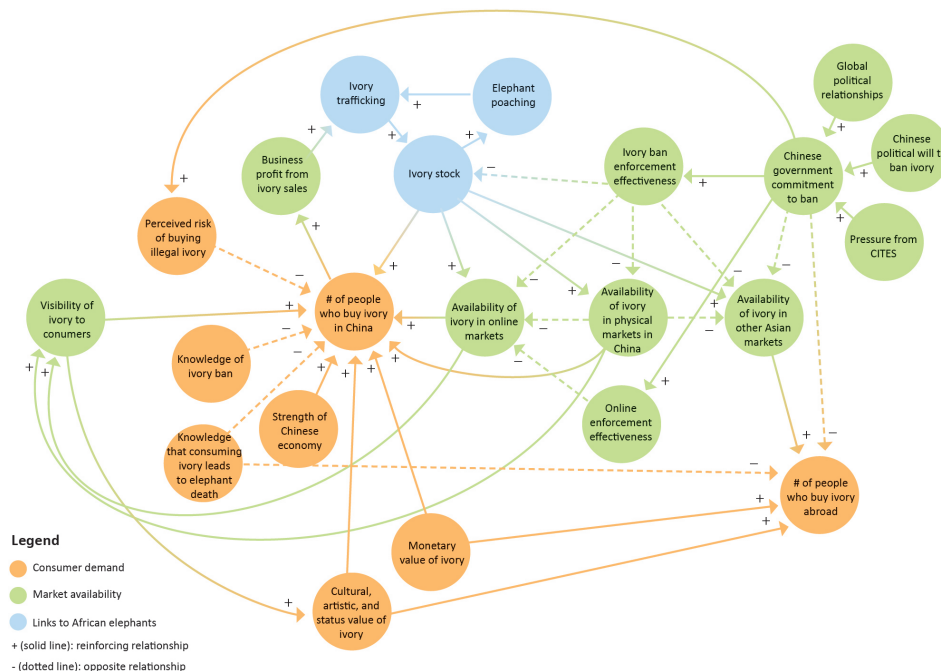 Global
political
relationships
Ivory
trafficking
Elephant
poaching
+
+
+
+
+
Chinese
political will t
ban ivory
+
Business
profit from
ivory sales
Ivory stock
-
Ivory ban
enforcement
effectiveness
+
Chinese
government
commitment
to ban
+
+
Perceived risk
of buying
illegal ivory
+
Pressure from
CITES
-
+
+
-
-
-
-
Visibility of
ivory to
conumers
+
# of people
who buy ivory
in China
+
Availability of
ivory in online
markets
-
+
Availability
of ivory
in physical
markets in
China
-
+
Availability
of ivory
in other Asian
markets
-
-
+
+
Knowledge of
ivory ban
+
+
+
+
-
+
Strength of
Chinese
economy
Online
enforcement
effectiveness
Knowledge
that consuming
ivory leads
to elephant
death
-
+
-
# of people
who buy ivory
abroad
+
+
Legend
Consumer demand
Market availability
Links to African elephants
+ (solid line): reinforcing relationship
- (dotted line): opposite relationship
Monetary
value of ivory
+
Cultural,
artistic, and
status value of
ivory